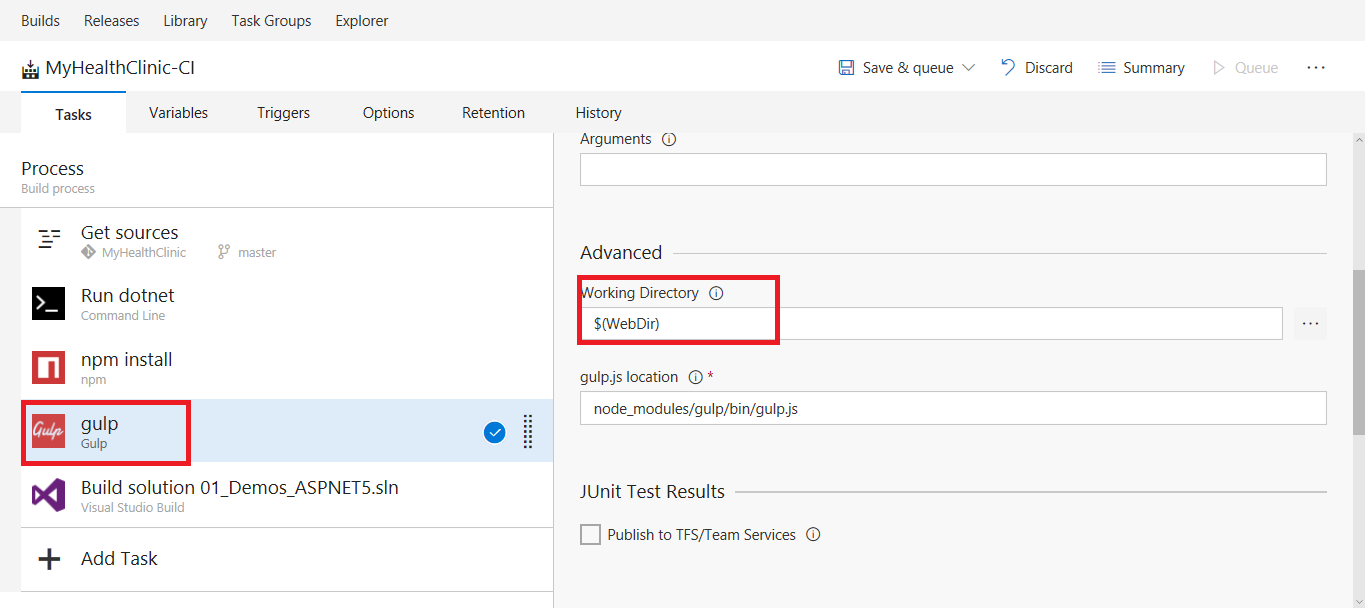 Builds Releases Library Task Groups Explorer
MyHealthClinic-CI
Save & queue Discard Summary Queue ...
Tasks Variables Triggers Options Retention History
Process
Build process
Get sources
MyHealthClinic master
Run dotnet
Command Line
npm install
npm
Gulp
gulp
Gulp
Build solution 01_Demos_ASPNET5.sln
Visual Studio Build
Add Task
Arguments
Advanced
Working Directory
$(WebDir) ...
gulp.js location *
node_modules/gulp/bin/gulp.js
JUnit Test Results
Publish to TFS/Team Services